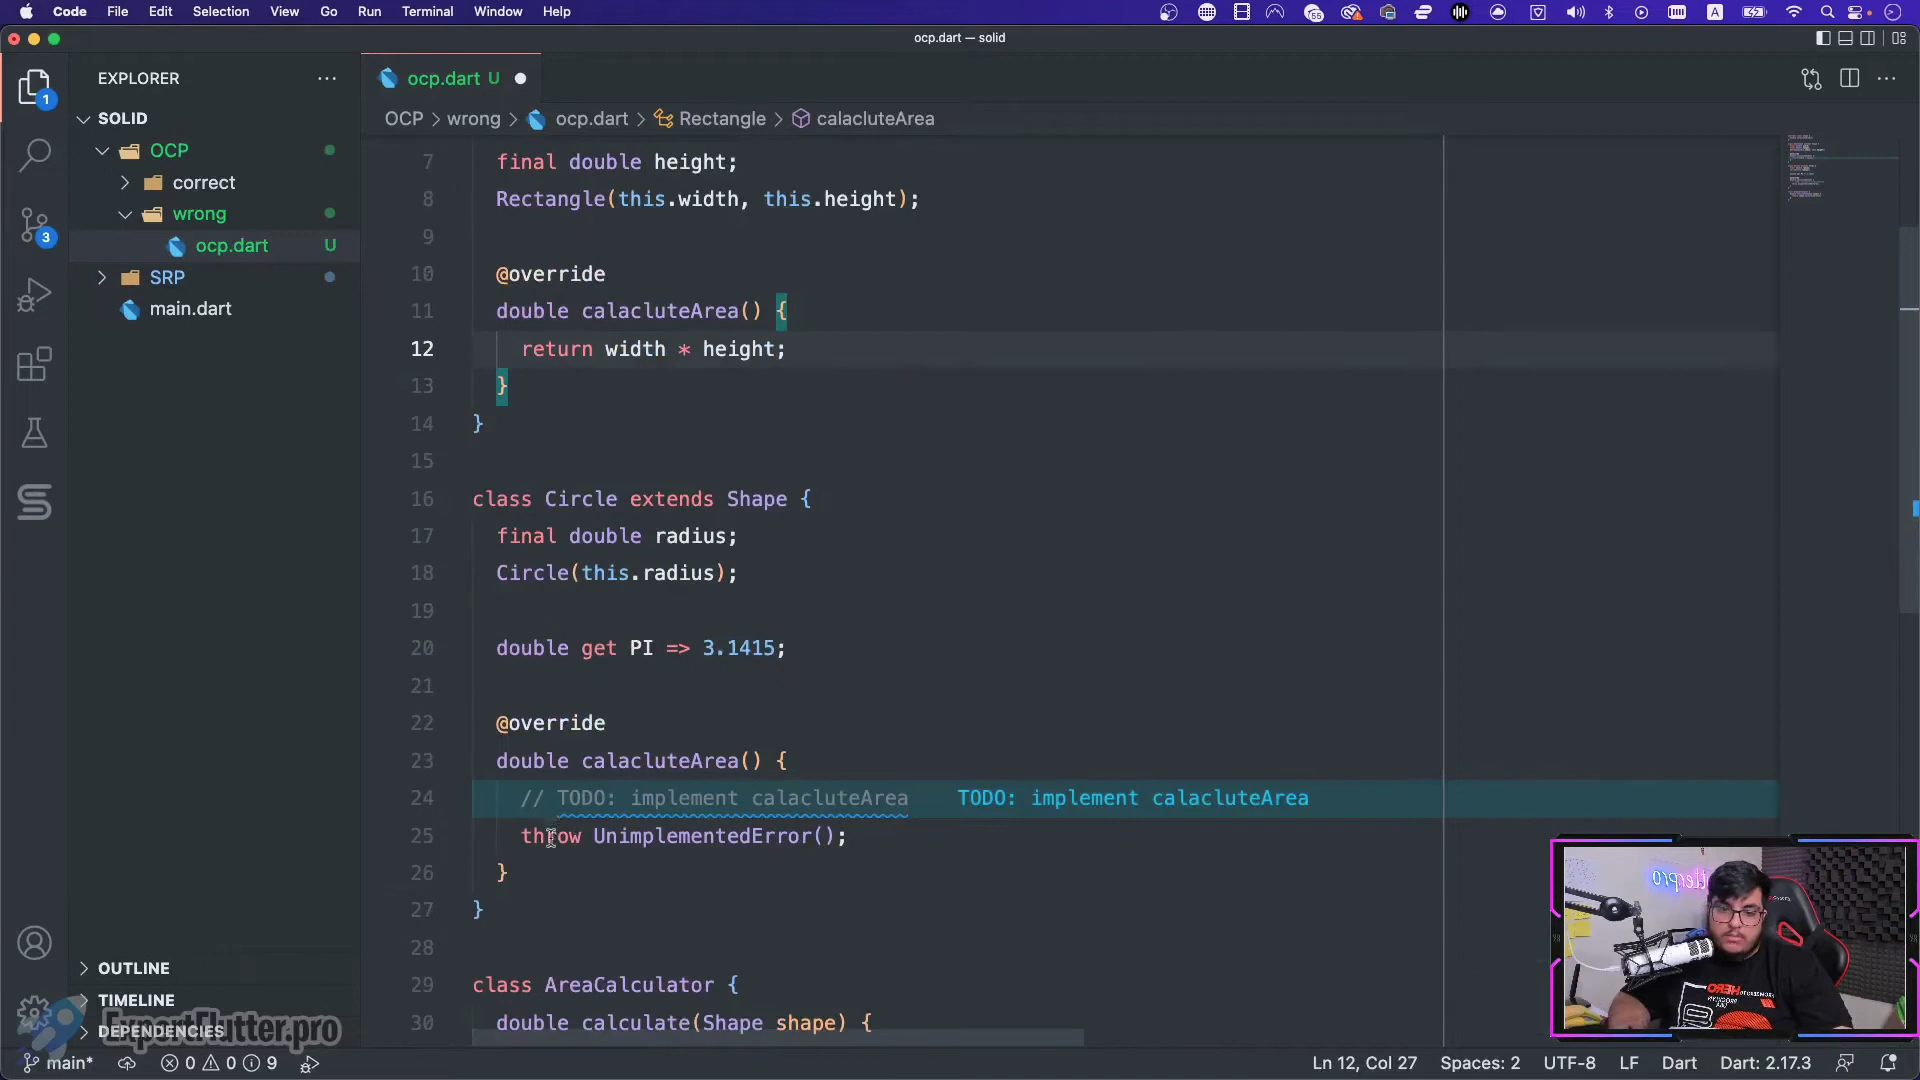 Code File Edit Selection View Go Run Terminal Window Help
ocp.dart — solid
EXPLORER
ocp.dart U
SOLID
OCP > wrong > ocp.dart > Rectangle > calacluteArea
OCP
correct
wrong
ocp.dart U
SRP
main.dart
7 final double height;
8 Rectangle(this.width, this.height);
9
10 @override
11 double calacluteArea() {
12 return width * height;
13 }
14 }
15
16 class Circle extends Shape {
17 final double radius;
18 Circle(this.radius);
19
20 double get PI => 3.1415;
21
22 @override
23 double calacluteArea() {
24 // TODO: implement calacluteArea TODO: implement calacluteArea
25 throw UnimplementedError();
26 }
27 }
28
29 class AreaCalculator {
30 double calculate(Shape shape) {
1
3
55
A
OUTLINE
TIMELINE
DEPENDENCIES
ExpertFlutter.pro
main* 0 0 9
Ln 12, Col 27 Spaces: 2 UTF-8 LF Dart Dart: 2.17.3